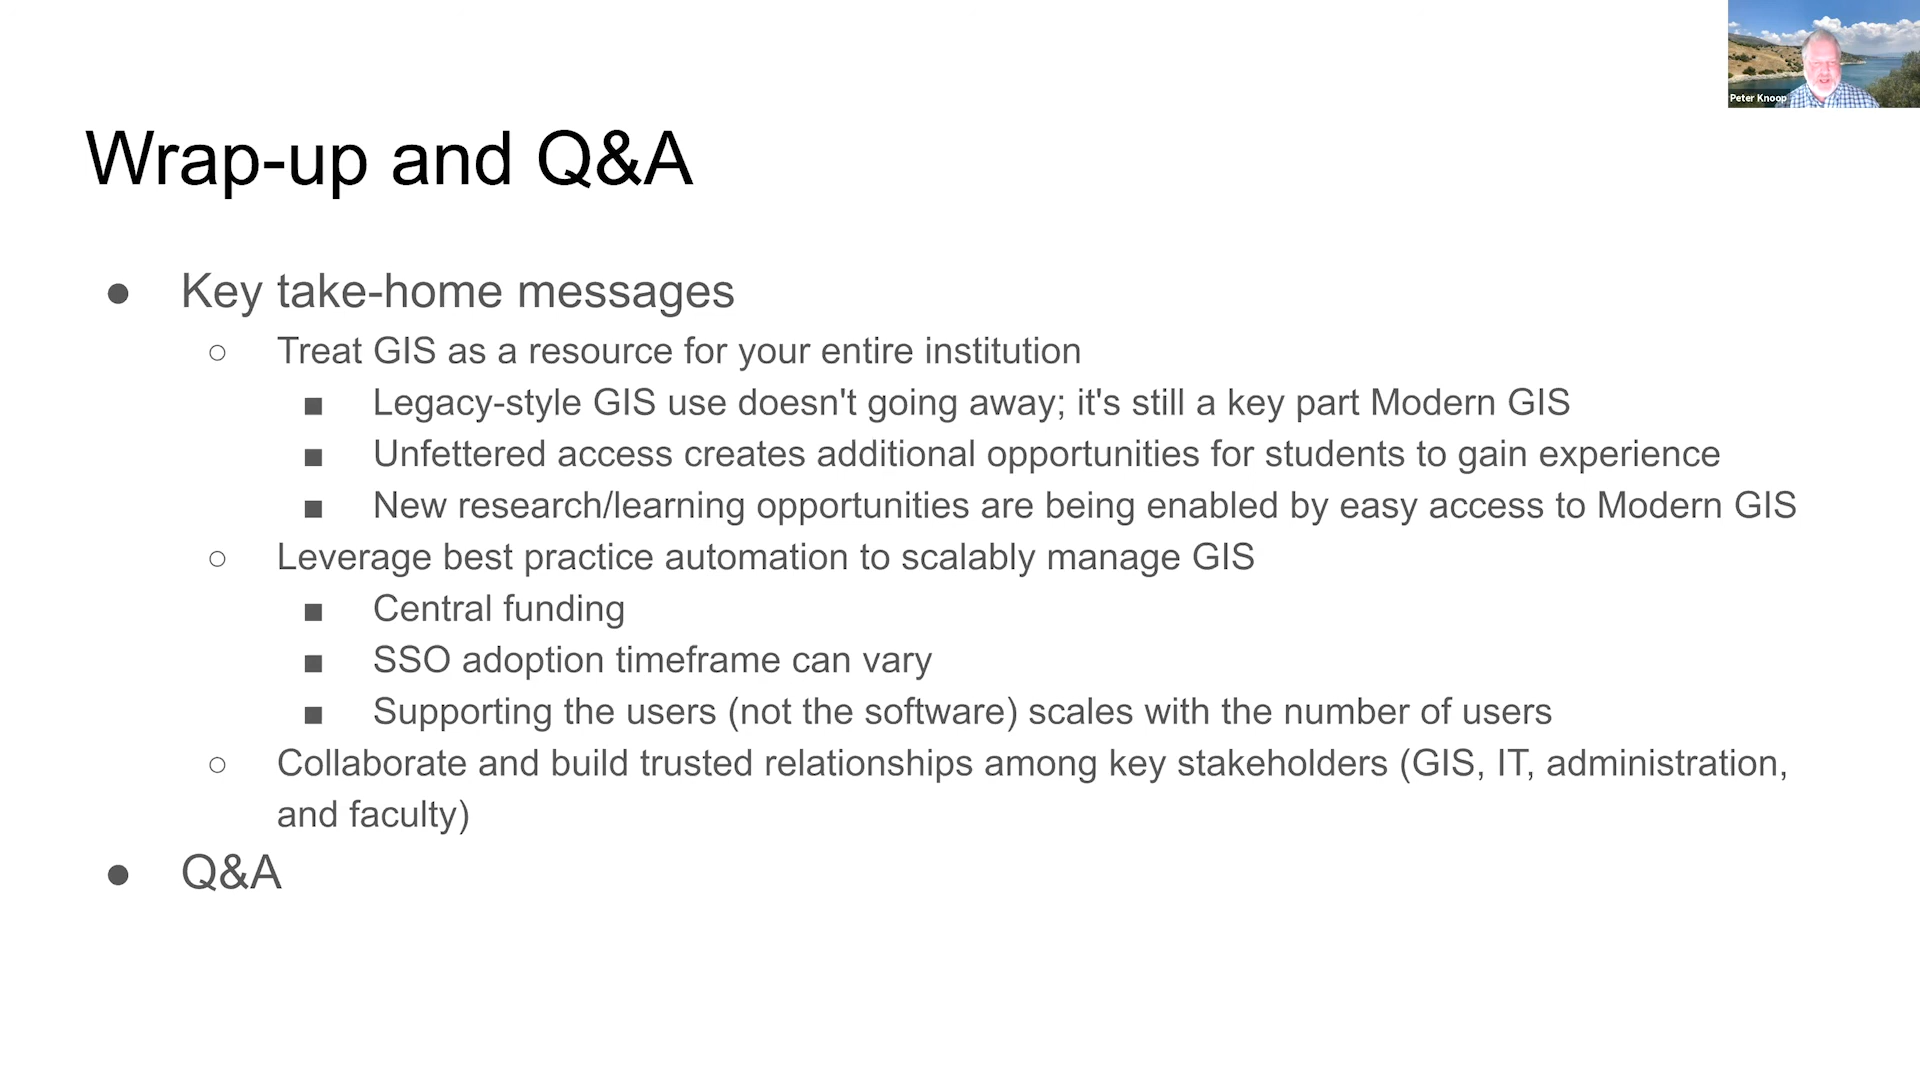 Peter Knoop
Wrap-up and Q&A
● Key take-home messages
○ Treat GIS as a resource for your entire institution
■ Legacy-style GIS use doesn't going away; it's still a key part Modern GIS
■ Unfettered access creates additional opportunities for students to gain experience
■ New research/learning opportunities are being enabled by easy access to Modern GIS
○ Leverage best practice automation to scalably manage GIS
■ Central funding
■ SSO adoption timeframe can vary
■ Supporting the users (not the software) scales with the number of users
○ Collaborate and build trusted relationships among key stakeholders (GIS, IT, administration,
and faculty)
● Q&A